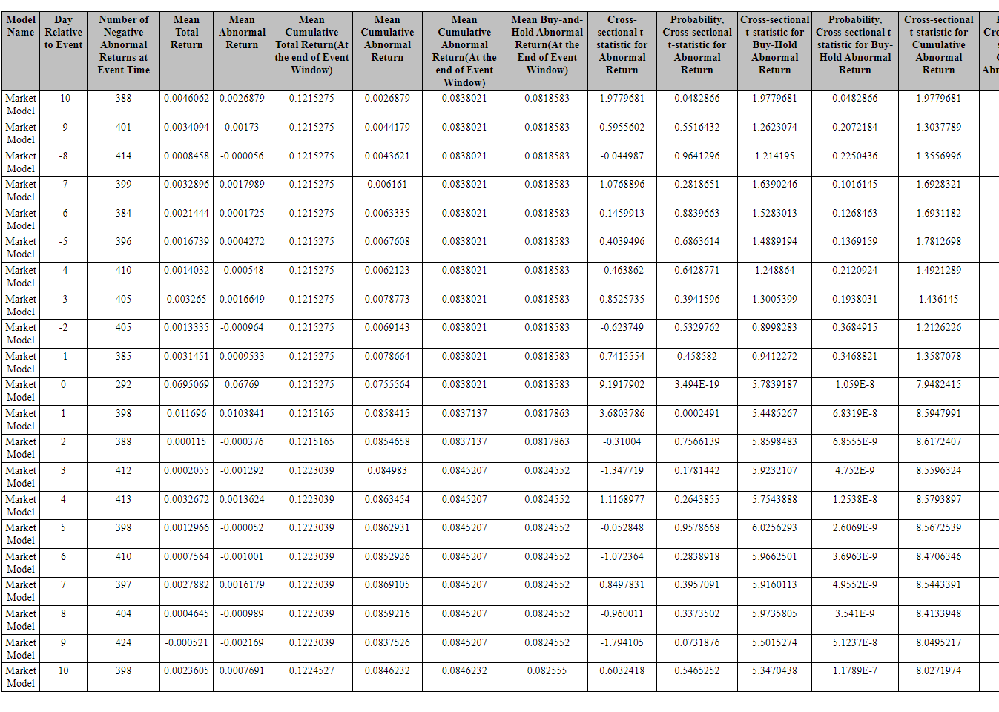 Model Name | Day Relative to Event | Number of Negative Abnormal Returns at Event Time | Mean Total Return | Mean Abnormal Return | Mean Cumulative Total Return(At the end of Event Window) | Mean Cumulative Abnormal Return | Mean Cumulative Abnormal Return(At the end of Event Window) | Mean Buy-and-Hold Abnormal Return(At the End of Event Window) | Cross-sectional t-statistic for Abnormal Return | Probability, Cross-sectional t-statistic for Abnormal Return | Cross-sectional t-statistic for Buy-Hold Abnormal Return | Probability, Cross-sectional t-statistic for Buy-Hold Abnormal Return | Cross-sectional t-statistic for Cumulative Abnormal Return
Market Model | -10 | 388 | 0.0046062 | 0.0026879 | 0.1215275 | 0.0026879 | 0.0838021 | 0.0818583 | 1.9779681 | 0.0482866 | 1.9779681 | 0.0482866 | 1.9779681
Market Model | -9 | 401 | 0.0034094 | 0.00173 | 0.1215275 | 0.0044179 | 0.0838021 | 0.0818583 | 0.5955602 | 0.5516432 | 1.2623074 | 0.2072184 | 1.3037789
Market Model | -8 | 414 | 0.0008458 | -0.000056 | 0.1215275 | 0.0043621 | 0.0838021 | 0.0818583 | -0.044987 | 0.9641296 | 1.214195 | 0.2250436 | 1.3556996
Market Model | -7 | 399 | 0.0032896 | 0.0017989 | 0.1215275 | 0.006161 | 0.0838021 | 0.0818583 | 1.0768896 | 0.2818651 | 1.6390246 | 0.1016145 | 1.6928321
Market Model | -6 | 384 | 0.0021444 | 0.0001725 | 0.1215275 | 0.0063335 | 0.0838021 | 0.0818583 | 0.1459913 | 0.8839663 | 1.5283013 | 0.1268463 | 1.6931182
Market Model | -5 | 396 | 0.0016739 | 0.0004272 | 0.1215275 | 0.0067608 | 0.0838021 | 0.0818583 | 0.4039496 | 0.6863614 | 1.4889194 | 0.1369159 | 1.7812698
Market Model | -4 | 410 | 0.0014032 | -0.000548 | 0.1215275 | 0.0062123 | 0.0838021 | 0.0818583 | -0.463862 | 0.6428771 | 1.248864 | 0.2120924 | 1.4921289
Market Model | -3 | 405 | 0.003265 | 0.0016649 | 0.1215275 | 0.0078773 | 0.0838021 | 0.0818583 | 0.8525735 | 0.3941596 | 1.3005399 | 0.1938031 | 1.436145
Market Model | -2 | 405 | 0.0013335 | -0.000964 | 0.1215275 | 0.0069143 | 0.0838021 | 0.0818583 | -0.623749 | 0.5329762 | 0.8998283 | 0.3684915 | 1.2126226
Market Model | -1 | 385 | 0.0031451 | 0.0009533 | 0.1215275 | 0.0078664 | 0.0838021 | 0.0818583 | 0.7415554 | 0.458582 | 0.9412272 | 0.3468821 | 1.3587078
Market Model | 0 | 292 | 0.0695069 | 0.06769 | 0.1215275 | 0.0755564 | 0.0838021 | 0.0818583 | 9.1917902 | 3.494E-19 | 5.7839187 | 1.059E-8 | 7.9482415
Market Model | 1 | 398 | 0.011696 | 0.0103841 | 0.1215165 | 0.0858415 | 0.0837137 | 0.0817863 | 3.6803786 | 0.0002491 | 5.4485267 | 6.8319E-8 | 8.5947991
Market Model | 2 | 388 | 0.000115 | -0.000376 | 0.1215165 | 0.0854658 | 0.0837137 | 0.0817863 | -0.31004 | 0.7566139 | 5.8598483 | 6.8555E-9 | 8.6172407
Market Model | 3 | 412 | 0.0002055 | -0.001292 | 0.1223039 | 0.084983 | 0.0845207 | 0.0824552 | -1.347719 | 0.1781442 | 5.9232107 | 4.752E-9 | 8.5596324
Market Model | 4 | 413 | 0.0032672 | 0.0013624 | 0.1223039 | 0.0863454 | 0.0845207 | 0.0824552 | 1.1168977 | 0.2643855 | 5.7543888 | 1.2538E-8 | 8.5793897
Market Model | 5 | 398 | 0.0012966 | -0.000052 | 0.1223039 | 0.0862931 | 0.0845207 | 0.0824552 | -0.052848 | 0.9578668 | 6.0256293 | 2.6069E-9 | 8.5672539
Market Model | 6 | 410 | 0.0007564 | -0.001001 | 0.1223039 | 0.0852926 | 0.0845207 | 0.0824552 | -1.072364 | 0.2838918 | 5.9662501 | 3.6963E-9 | 8.4706346
Market Model | 7 | 397 | 0.0027882 | 0.0016179 | 0.1223039 | 0.0869105 | 0.0845207 | 0.0824552 | 0.8497831 | 0.3957091 | 5.9160113 | 4.9552E-9 | 8.5443391
Market Model | 8 | 404 | 0.0004645 | -0.000989 | 0.1223039 | 0.0859216 | 0.0845207 | 0.0824552 | -0.960011 | 0.3373502 | 5.9735805 | 3.541E-9 | 8.4133948
Market Model | 9 | 424 | -0.000521 | -0.002169 | 0.1223039 | 0.0837526 | 0.0845207 | 0.0824552 | -1.794105 | 0.0731876 | 5.5015274 | 5.1237E-8 | 8.0495217
Market Model | 10 | 398 | 0.0023605 | 0.0007691 | 0.1224527 | 0.0846232 | 0.0846232 | 0.082555 | 0.6032418 | 0.5465252 | 5.3470438 | 1.1789E-7 | 8.0271974